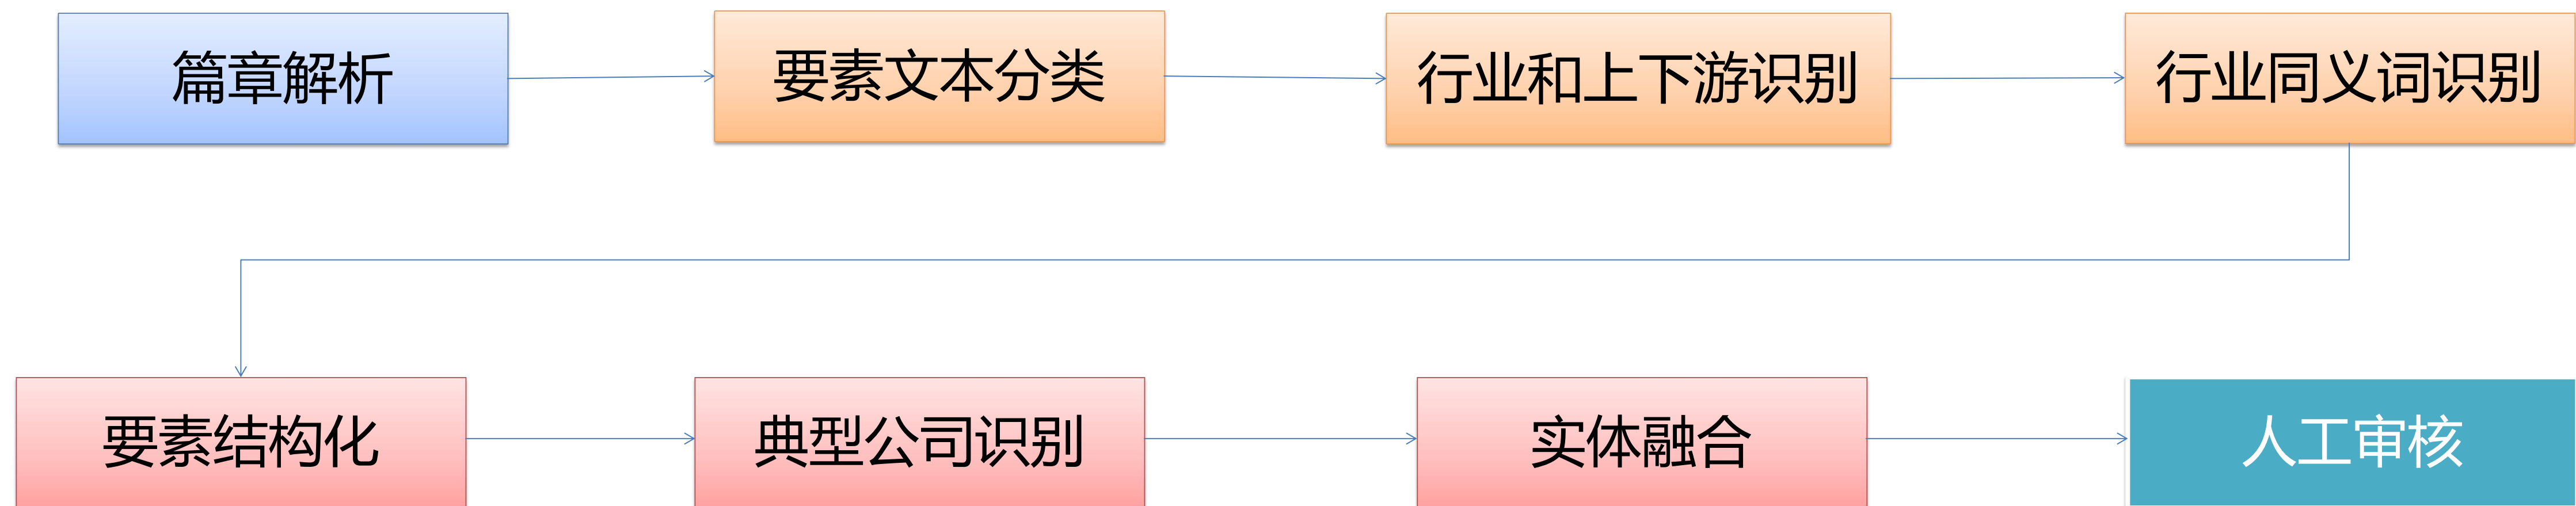 篇章解析
要素文本分类
行业和上下游识别
行业同义词识别
要素结构化
典型公司识别
实体融合
人工审核